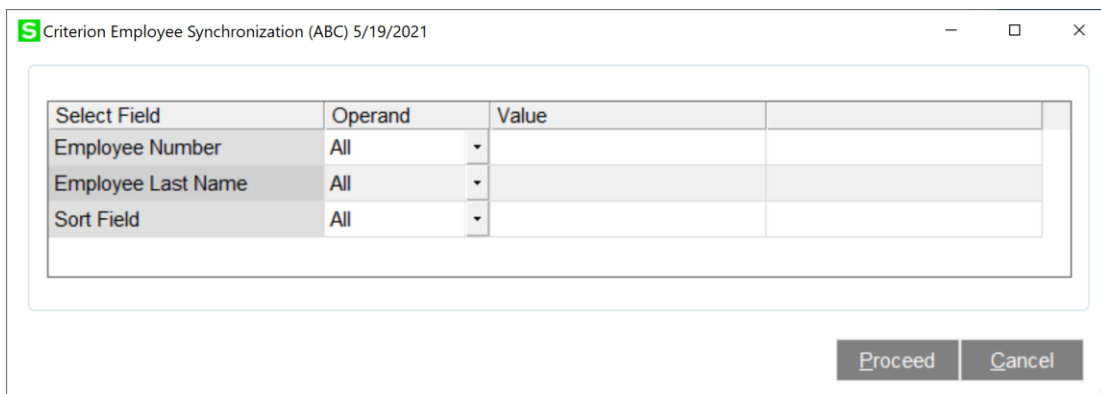 S Criterion Employee Synchronization (ABC) 5/19/2021
Select Field Operand Value
Employee Number All
Employee Last Name All
Sort Field All
Proceed Cancel